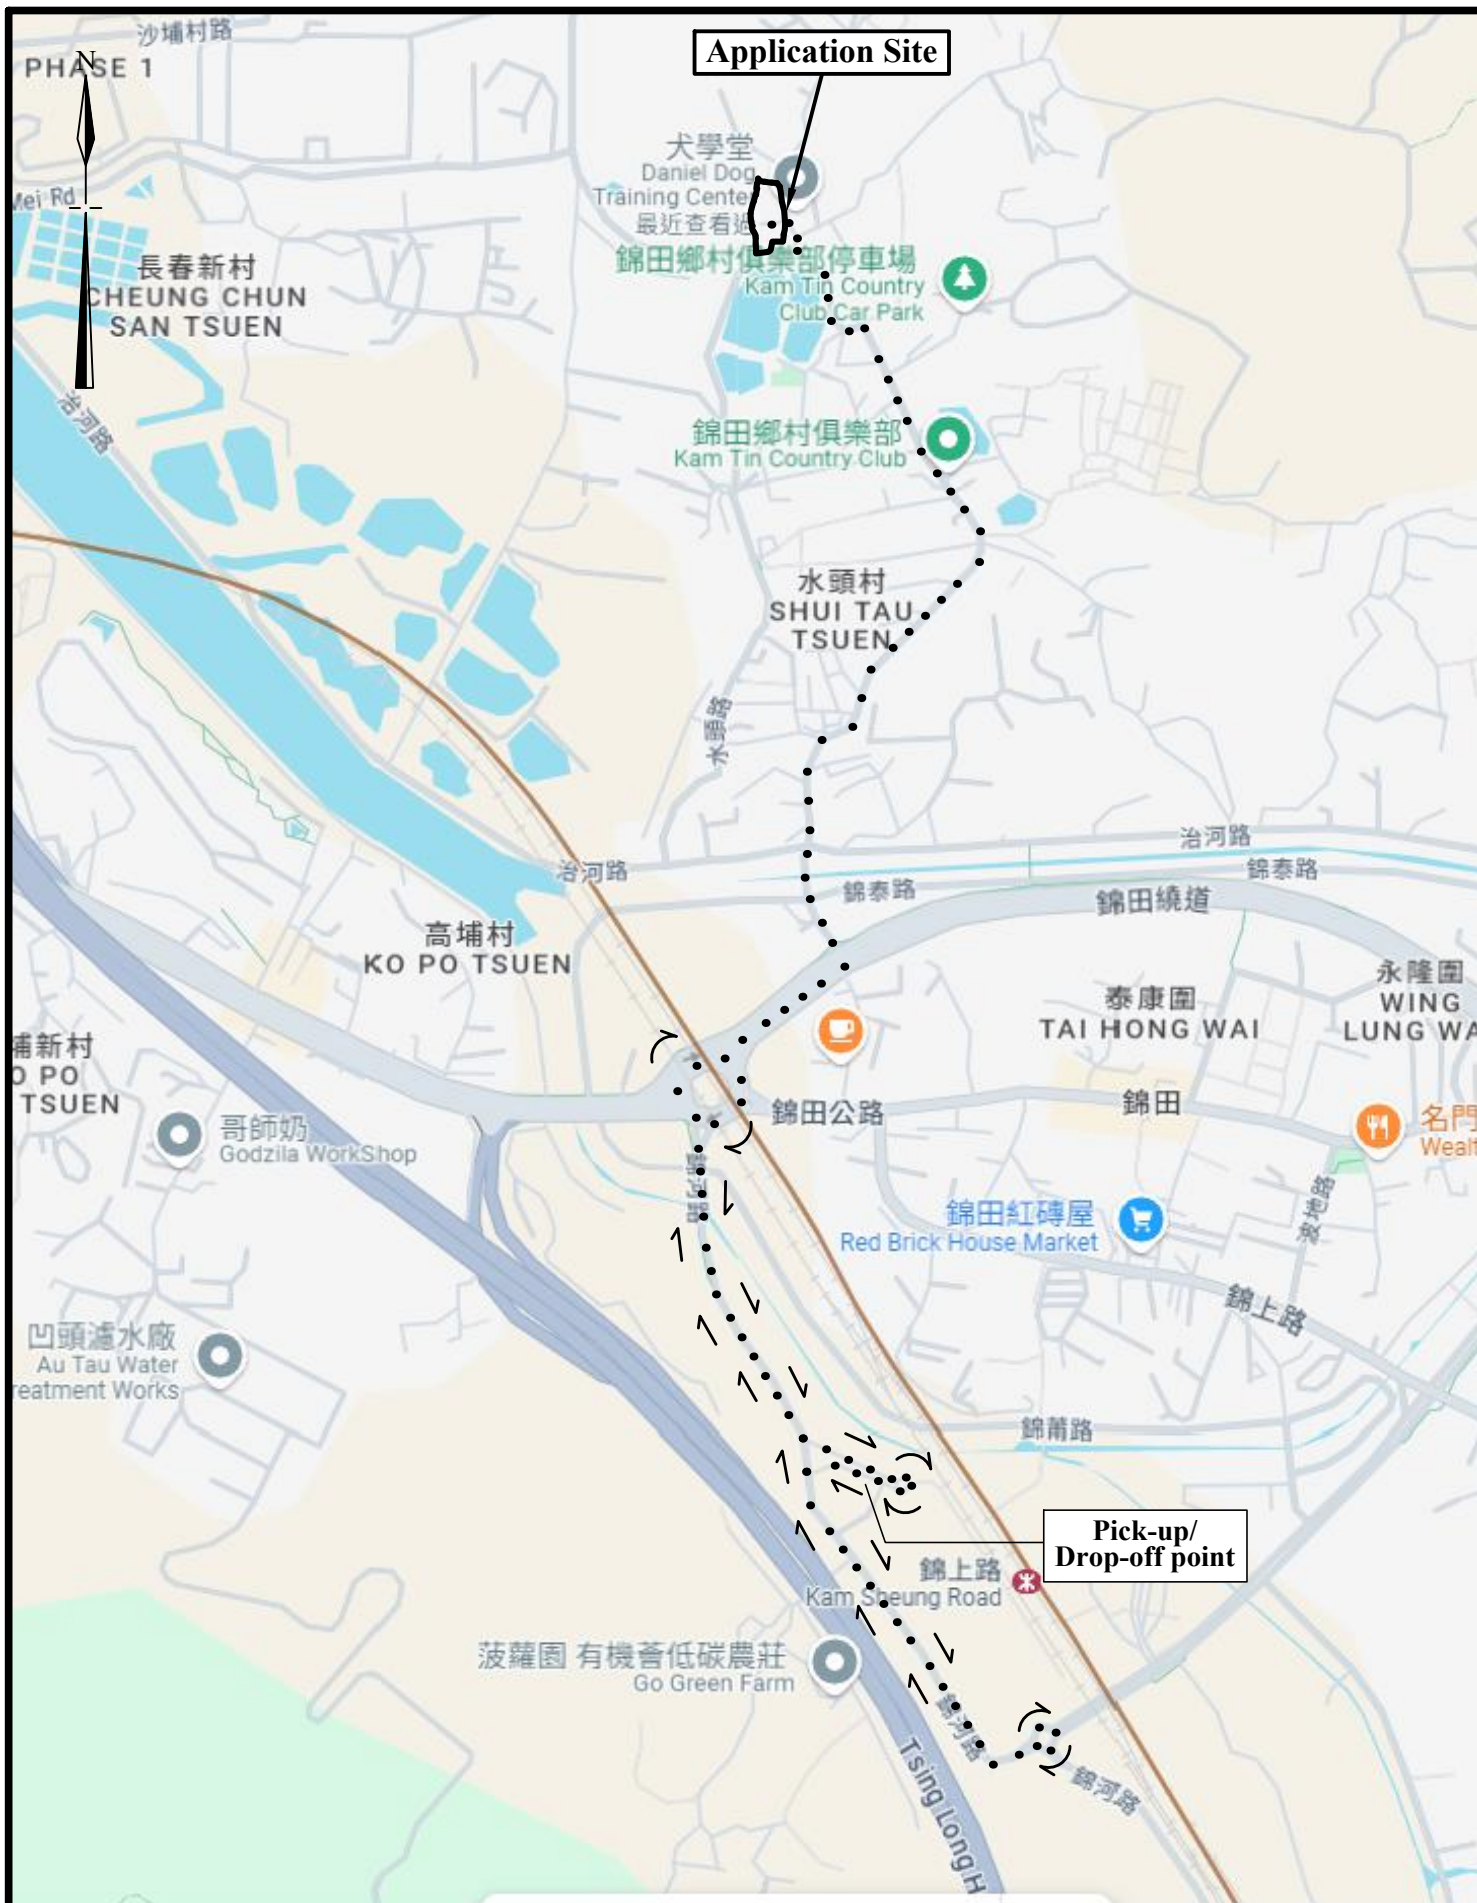 沙埔村路
PHASE 1
N
Application Site
犬學堂
Daniel Dog
Training Center
最近查看過
Mei Rd
長春新村
CHEUNG CHUN
SAN TSUEN
錦田鄉村俱樂部停車場
Kam Tin Country
Club Car Park
治河路
錦田鄉村俱樂部
Kam Tin Country Club
水頭村
SHUI TAU
TSUEN
水頭路
治河路
治河路
錦泰路
錦泰路
錦田繞道
高埔村
KO PO TSUEN
泰康圍
TAI HONG WAI
永隆圍
WING
LUNG WA
埔新村
O PO
TSUEN
錦田公路
錦田
哥師奶
Godzila WorkShop
名門
Wealt
錦河路
錦田紅磚屋
Red Brick House Market
錦上路
凹頭濾水廠
Au Tau Water
reatment Works
錦莆路
Pick-up/
Drop-off point
錦上路
Kam Sheung Road
菠蘿園 有機薈低碳農莊
Go Green Farm
錦河路
錦河路
Tsing Long H